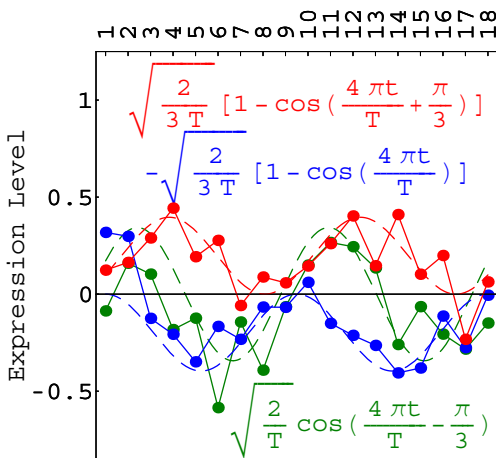 1 2 3 4 5 6 7 8 9 10 11 12 13 14 15 16 17 18
√(2/(3 T)) [1-cos(4 πt/T+π/3)]
1
-√(2/(3 T)) [1-cos(4 πt/T)]
0.5
0
-0.5
Expression Level
√(2/T) cos(4 πt/T-π/3)